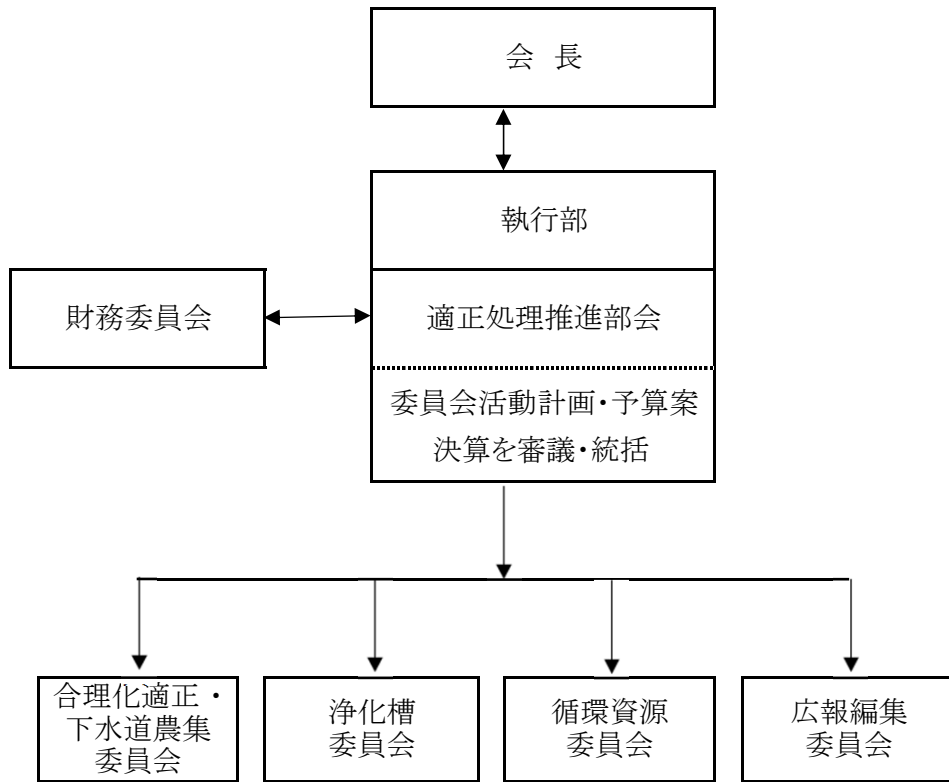 会 長
執行部
財務委員会
適正処理推進部会
委員会活動計画・予算案
決算を審議・統括
合理化適正・
下水道農集
委員会
浄化槽
委員会
循環資源
委員会
広報編集
委員会